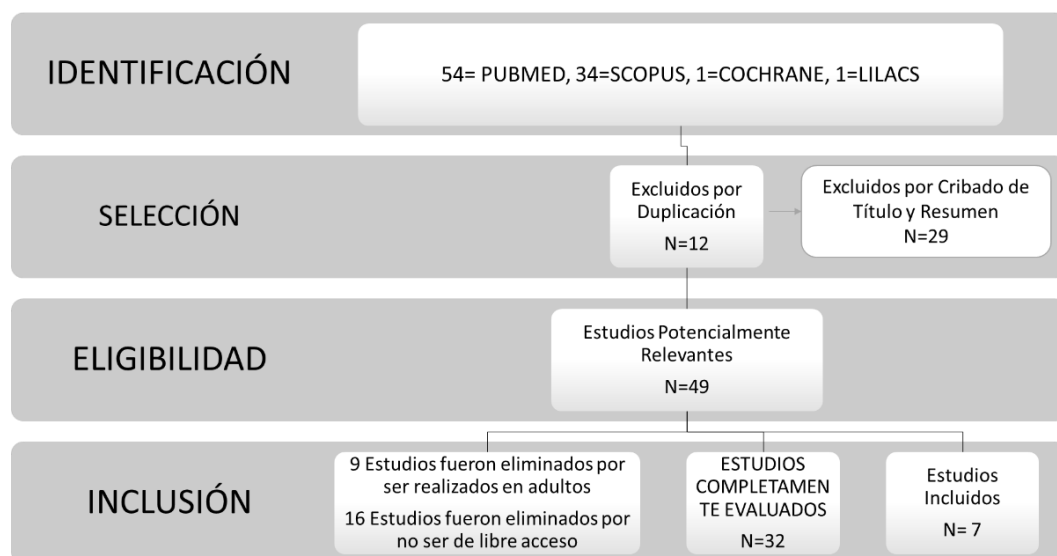 IDENTIFICACIÓN
54= PUBMED, 34=SCOPUS, 1=COCHRANE, 1=LILACS
SELECCIÓN
Excluidos por
Duplicación
N=12
Excluidos por Cribado de
Título y Resumen
N=29
ELIGIBILIDAD
Estudios Potencialmente
Relevantes
N=49
INCLUSIÓN
9 Estudios fueron eliminados por
ser realizados en adultos
16 Estudios fueron eliminados por
no ser de libre acceso
ESTUDIOS
COMPLETAMEN
TE EVALUADOS
N=32
Estudios
Incluidos
N= 7